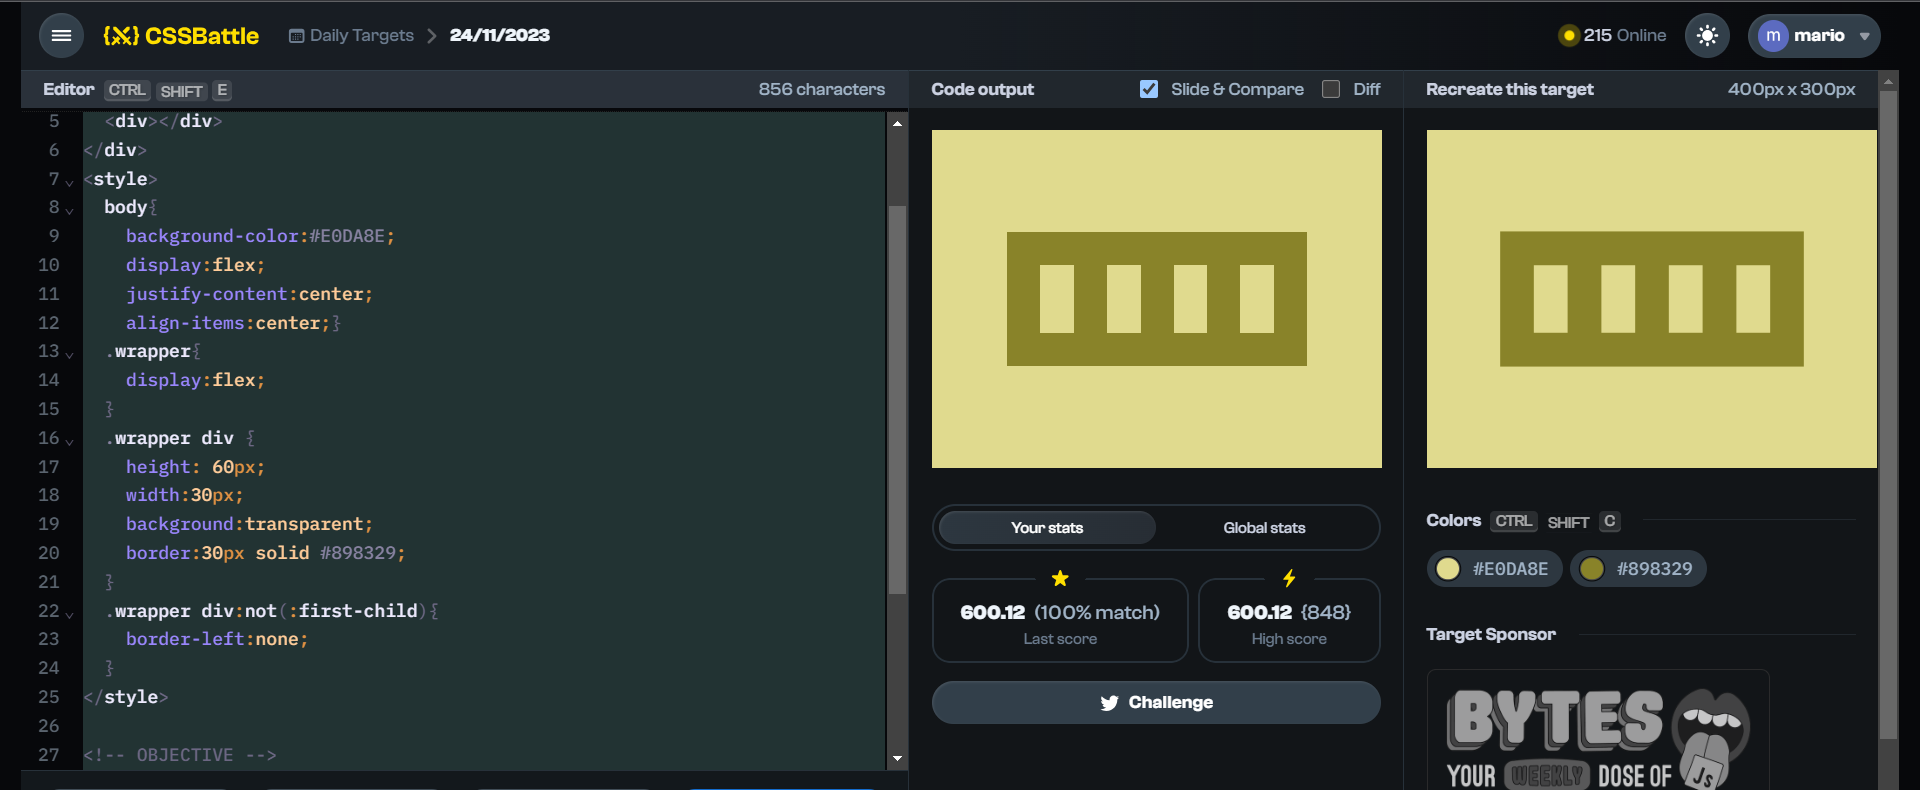 {X} CSSBattle
Daily Targets > 24/11/2023
215 Online
m mario
Editor CTRL SHIFT E
856 characters
5 <div></div>
6 </div>
7 <style>
8 body{
9 background-color:#E0DA8E;
10 display:flex;
11 justify-content:center;
12 align-items:center;}
13 .wrapper{
14 display:flex;
15 }
16 .wrapper div {
17 height: 60px;
18 width:30px;
19 background:transparent;
20 border:30px solid #898329;
21 }
22 .wrapper div:not(:first-child){
23 border-left:none;
24 }
25 </style>
26
27 <!-- OBJECTIVE -->
Code output
Slide & Compare
Diff
Your stats
Global stats
600.12 (100% match)
Last score
600.12 {848}
High score
Challenge
Recreate this target
400px x 300px
Colors CTRL SHIFT C
#E0DA8E
#898329
Target Sponsor
BYTES
YOUR WEEKLY DOSE OF JS